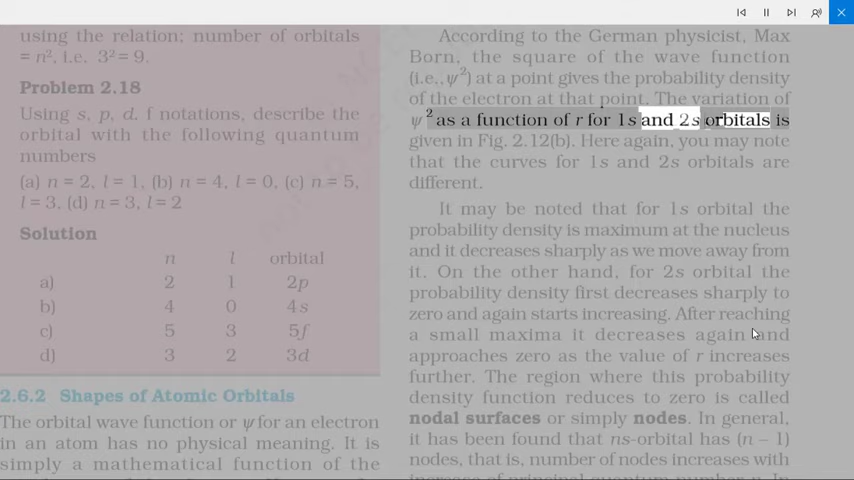 using the relation; number of orbitals
= n², i.e. 3² = 9.
Problem 2.18
Using s, p, d. f notations, describe the
orbital with the following quantum
numbers
(a) n = 2, l = 1, (b) n = 4, l = 0, (c) n = 5,
l = 3, (d) n = 3, l = 2
Solution
n l orbital
a) 2 1 2p
b) 4 0 4s
c) 5 3 5f
d) 3 2 3d
2.6.2 Shapes of Atomic Orbitals
The orbital wave function or ψ for an electron
in an atom has no physical meaning. It is
simply a mathematical function of the
According to the German physicist, Max
Born, the square of the wave function
(i.e., ψ²) at a point gives the probability density
of the electron at that point. The variation of
ψ² as a function of r for 1s and 2s orbitals is
given in Fig. 2.12(b). Here again, you may note
that the curves for 1s and 2s orbitals are
different.
It may be noted that for 1s orbital the
probability density is maximum at the nucleus
and it decreases sharply as we move away from
it. On the other hand, for 2s orbital the
probability density first decreases sharply to
zero and again starts increasing. After reaching
a small maxima it decreases again and
approaches zero as the value of r increases
further. The region where this probability
density function reduces to zero is called
nodal surfaces or simply nodes. In general,
it has been found that ns-orbital has (n – 1)
nodes, that is, number of nodes increases with
increase of principal quantum number n. In